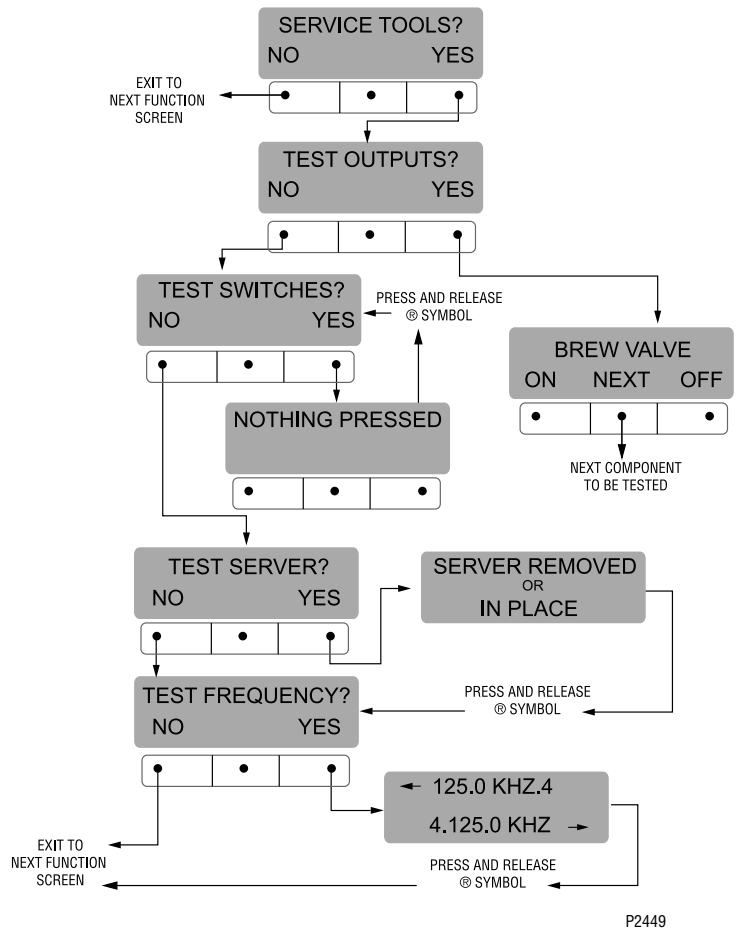 SERVICE TOOLS?
NO YES
EXIT TO
NEXT FUNCTION
SCREEN
TEST OUTPUTS?
NO YES
TEST SWITCHES?
NO YES
PRESS AND RELEASE
® SYMBOL
BREW VALVE
ON NEXT OFF
NOTHING PRESSED
NEXT COMPONENT
TO BE TESTED
TEST SERVER?
NO YES
SERVER REMOVED
OR
IN PLACE
TEST FREQUENCY?
NO YES
PRESS AND RELEASE
® SYMBOL
← 125.0 KHZ.4
4.125.0 KHZ →
EXIT TO
NEXT FUNCTION
SCREEN
PRESS AND RELEASE
® SYMBOL
P2449